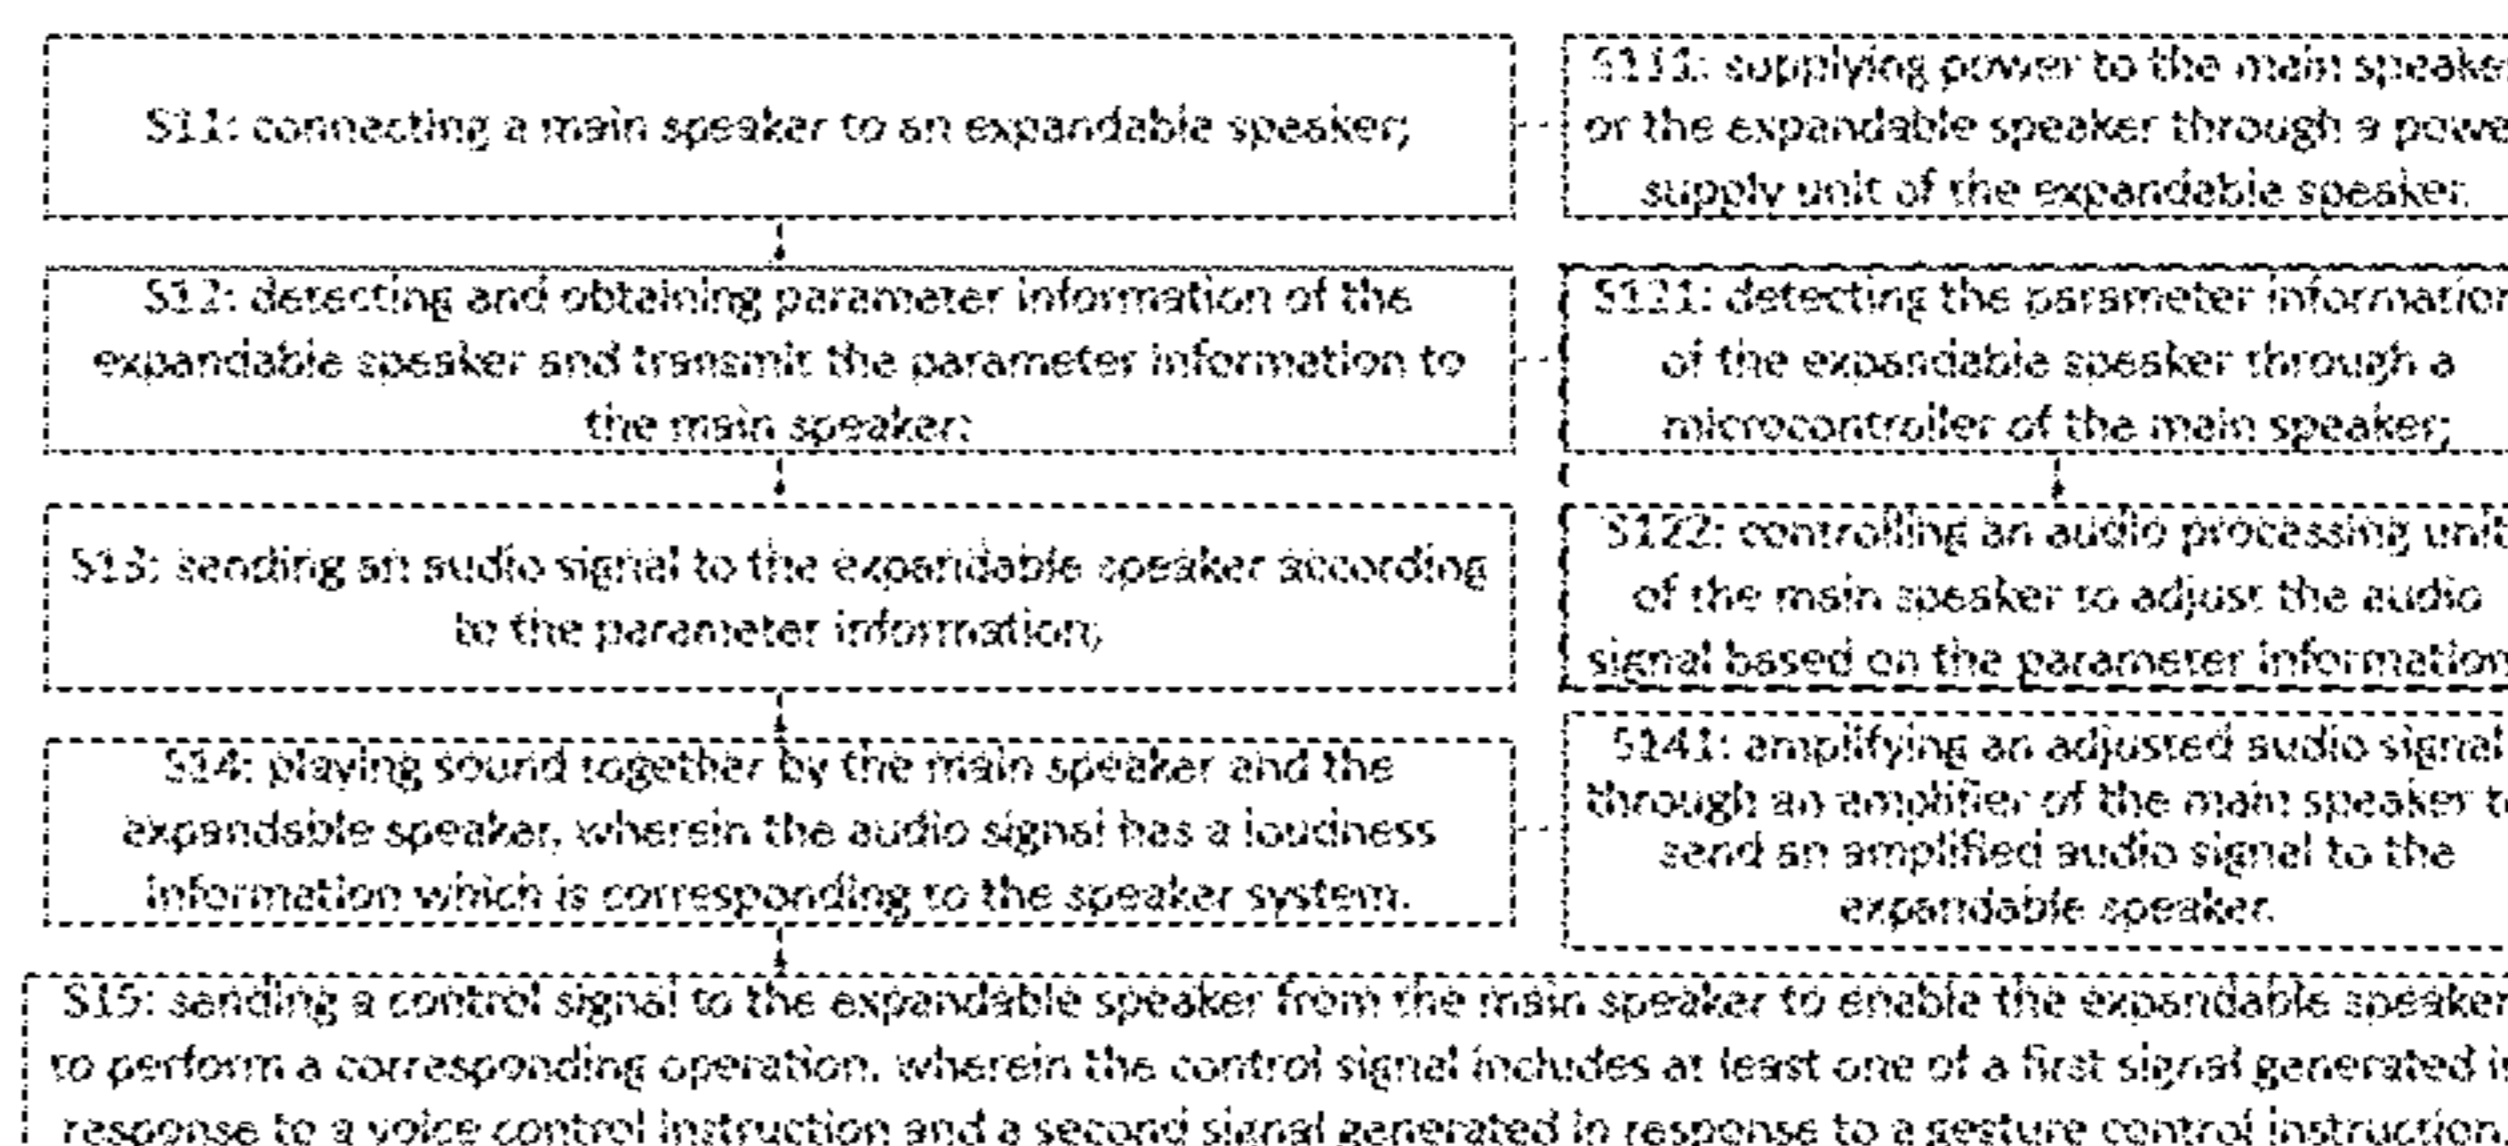 S11: connecting a main speaker to an expandable speaker;
S111: supplying power to the main speaker
or the expandable speaker through a powe
supply unit of the expandable speaker.
S12: detecting and obtaining parameter information of the
expandable speaker and transmit the parameter information to
the main speaker;
S121: detecting the parameter information
of the expandable speaker through a
microcontroller of the main speaker;
S13: sending an audio signal to the expandable speaker according
to the parameter information;
S122: controlling an audio processing unit
of the main speaker to adjust the audio
signal based on the parameter information
S14: playing sound together by the main speaker and the
expandable speaker, wherein the audio signal has a loudness
information which is corresponding to the speaker system.
S141: amplifying an adjusted audio signal
through an amplifier of the main speaker to
send an amplified audio signal to the
expandable speaker.
S15: sending a control signal to the expandable speaker from the main speaker to enable the expandable speaker
to perform a corresponding operation, wherein the control signal includes at least one of a first signal generated in
response to a voice control instruction and a second signal generated in response to a gesture control instruction